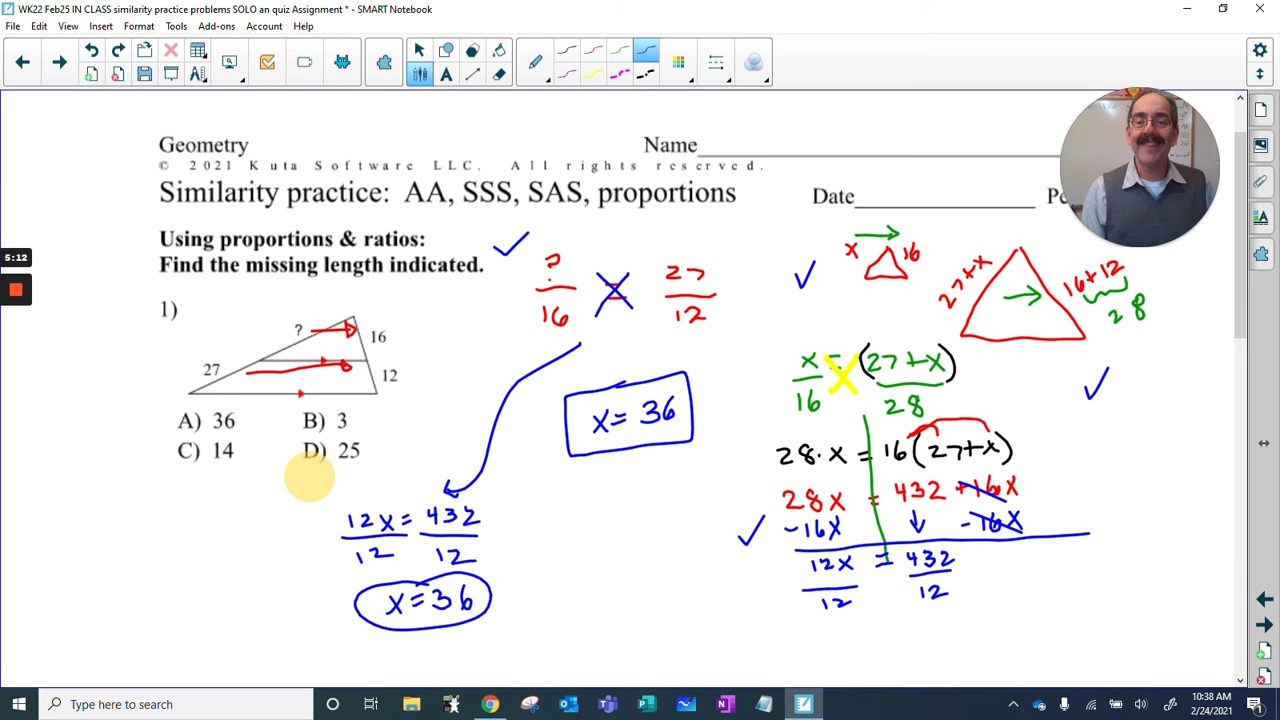 WK22 Feb25 IN CLASS similarity practice problems SOLO an quiz Assignment * - SMART Notebook
File Edit View Insert Format Tools Add-ons Account Help
Geometry Name
© 2021 Kuta Software LLC. All rights reserved.
Similarity practice: AA, SSS, SAS, proportions Date Pe
Using proportions & ratios:
Find the missing length indicated.
5:12
1)
? 16
27 12
A) 36 B) 3
C) 14 D) 25
? = 27
16 12
x = 36
12x = 432
12 12
x = 36
x 16
27+x 16+12
28
x = (27+x)
16 28
28·x = 16(27+x)
28x = 432 +16x
-16x ↓ -16x
12x = 432
12 12
Type here to search
10:38 AM
2/24/2021